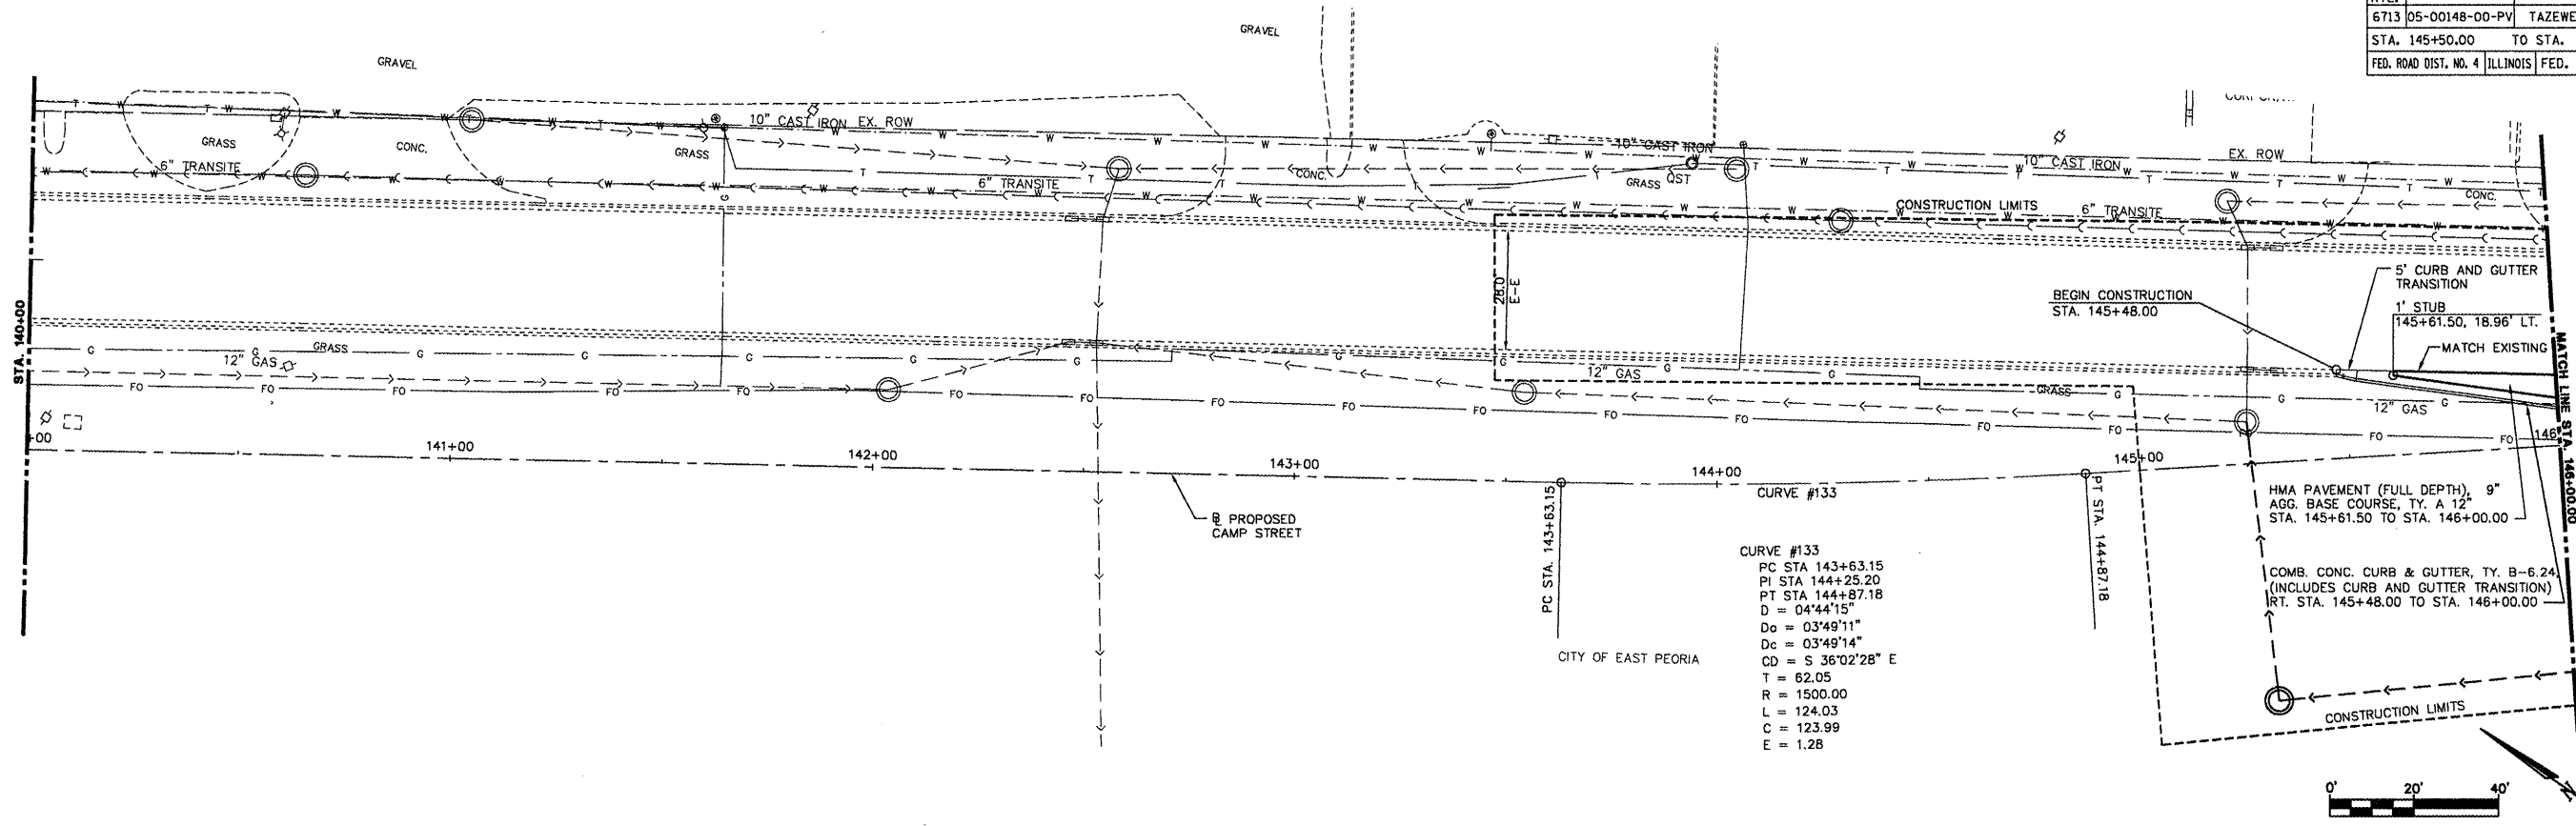 6713 05-00148-00-PV TAZEWE
STA. 145+50.00 TO STA.
FED. ROAD DIST. NO. 4 ILLINOIS FED.
GRAVEL
GRAVEL
10" CAST IRON EX. ROW
10" CAST IRON
10" CAST IRON
EX. ROW
GRASS
CONC.
GRASS
CONC.
GRASS
QST
CONC.
6" TRANSITE
6" TRANSITE
CONSTRUCTION LIMITS
6" TRANSITE
28.0'
E-E
5' CURB AND GUTTER
TRANSITION
BEGIN CONSTRUCTION
STA. 145+48.00
1' STUB
145+61.50, 18.96' LT.
MATCH EXISTING
STA. 140+00
MATCH LINE STA. 146+00.00
GRASS
12" GAS
12" GAS
GRASS
12" GAS
+00
141+00
142+00
143+00
144+00
145+00
146
CURVE #133
℄ PROPOSED
CAMP STREET
PC STA. 143+63.15
PT STA. 144+87.18
HMA PAVEMENT (FULL DEPTH), 9"
AGG. BASE COURSE, TY. A 12"
STA. 145+61.50 TO STA. 146+00.00
COMB. CONC. CURB & GUTTER, TY. B-6.24,
(INCLUDES CURB AND GUTTER TRANSITION)
RT. STA. 145+48.00 TO STA. 146+00.00
CURVE #133
PC STA 143+63.15
PI STA 144+25.20
PT STA 144+87.18
D = 04°44'15"
Da = 03°49'11"
Dc = 03°49'14"
CD = S 36°02'28" E
T = 62.05
R = 1500.00
L = 124.03
C = 123.99
E = 1.28
CITY OF EAST PEORIA
CONSTRUCTION LIMITS
N
0' 20' 40'